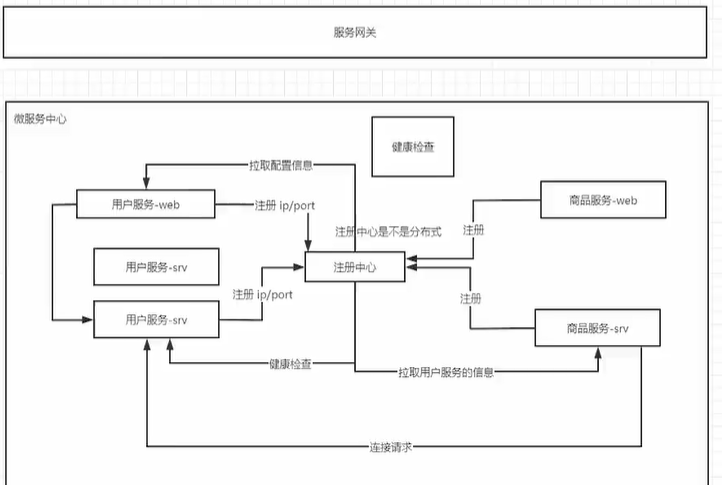 服务网关
微服务中心
健康检查
拉取配置信息
用户服务-web
注册 ip/port
商品服务-web
注册中心是不是分布式
注册
用户服务-srv
注册中心
注册 ip/port
注册
用户服务-srv
商品服务-srv
健康检查
拉取用户服务的信息
连接请求